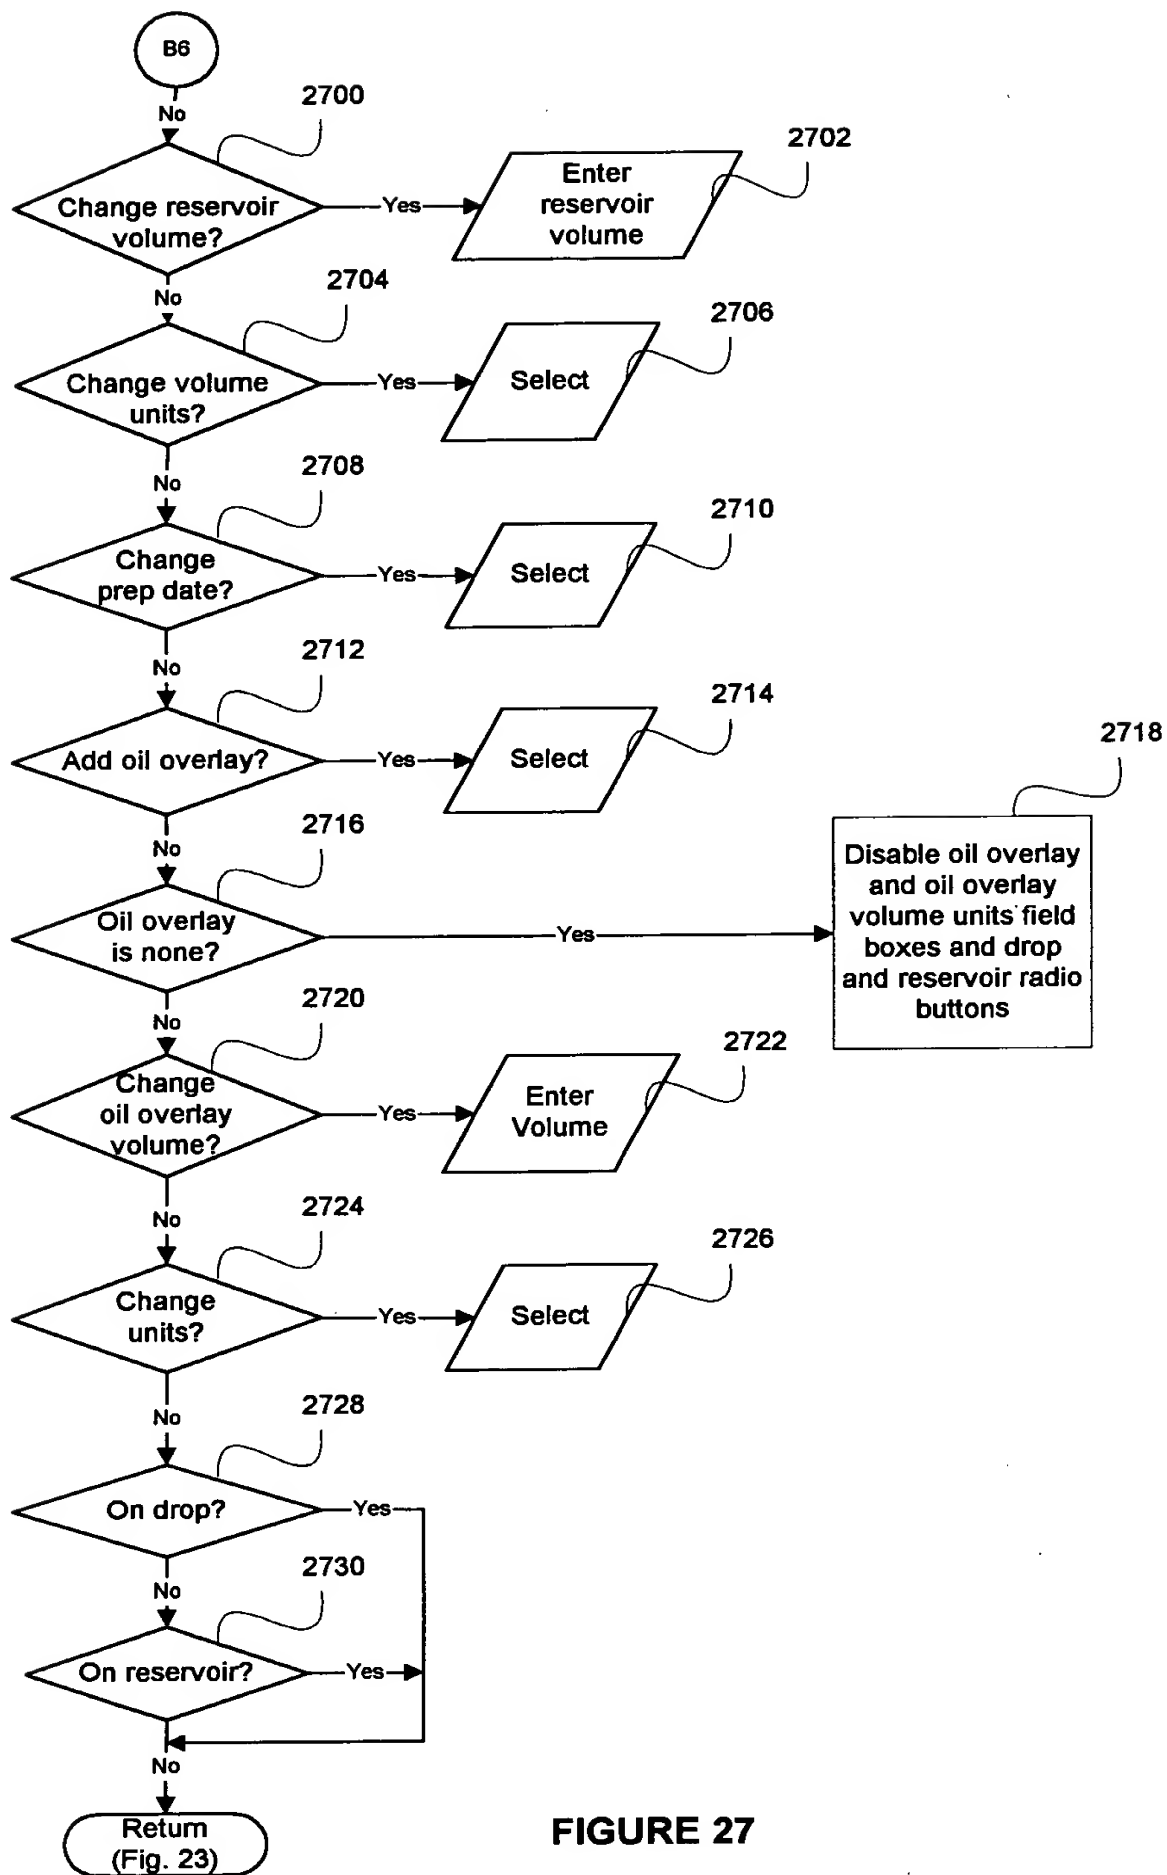 B6
No
2700
Change reservoir
volume?
Yes
Enter
reservoir
volume
2702
No
2704
Change volume
units?
Yes
Select
2706
No
2708
Change
prep date?
Yes
Select
2710
No
2712
Add oil overlay?
Yes
Select
2714
No
2716
Oil overlay
is none?
Yes
2718
Disable oil overlay
and oil overlay
volume units field
boxes and drop
and reservoir radio
buttons
No
2720
Change
oil overlay
volume?
Yes
Enter
Volume
2722
No
2724
Change
units?
Yes
Select
2726
No
2728
On drop?
Yes
No
2730
On reservoir?
Yes
No
Return
(Fig. 23)
FIGURE 27